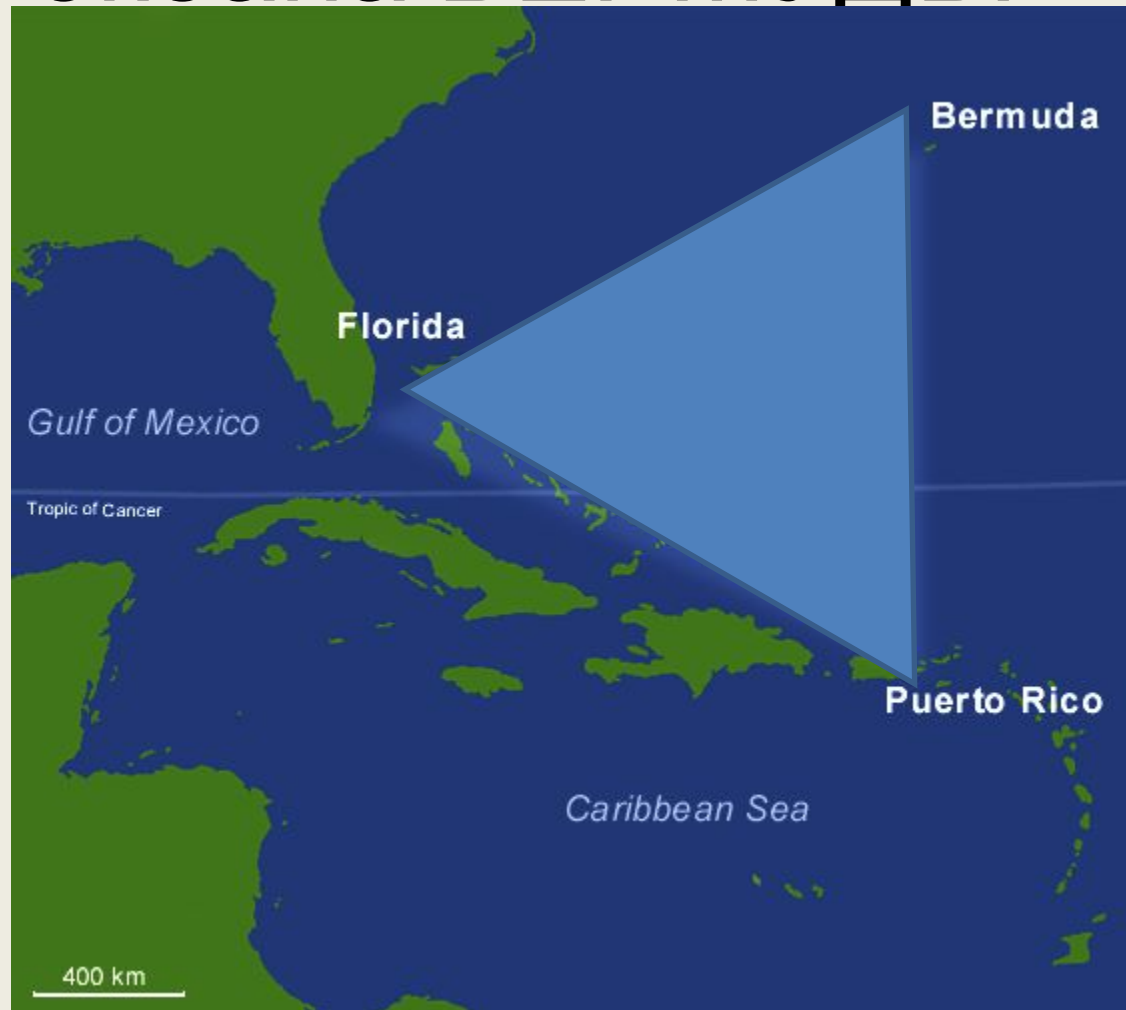 Bermuda
Florida
Gulf of Mexico
Tropic of Cancer
Puerto Rico
Caribbean Sea
400 km